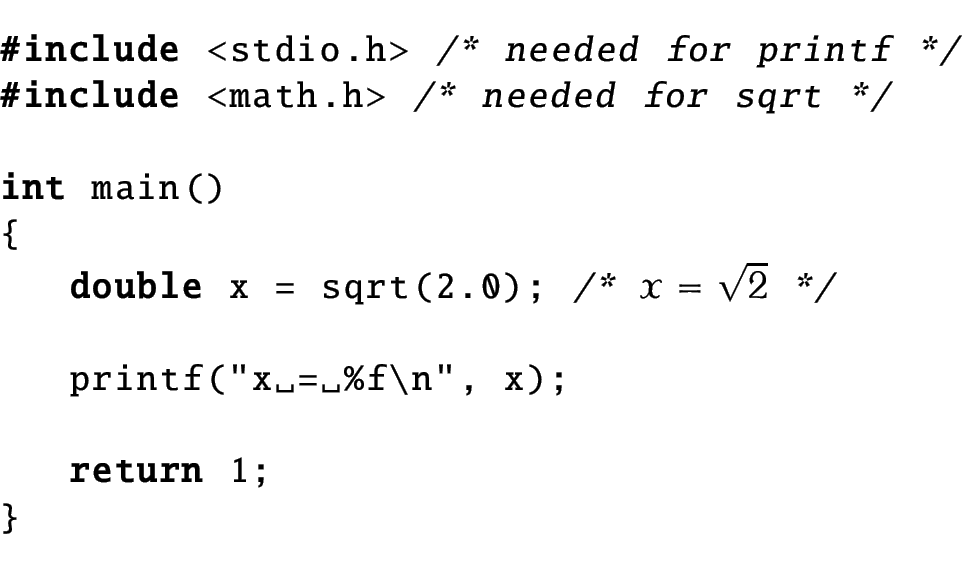 #include <stdio.h> /* needed for printf */
#include <math.h> /* needed for sqrt */
int main()
{
double x = sqrt(2.0); /* x = √2 */
printf("x␣=␣%f\n", x);
return 1;
}